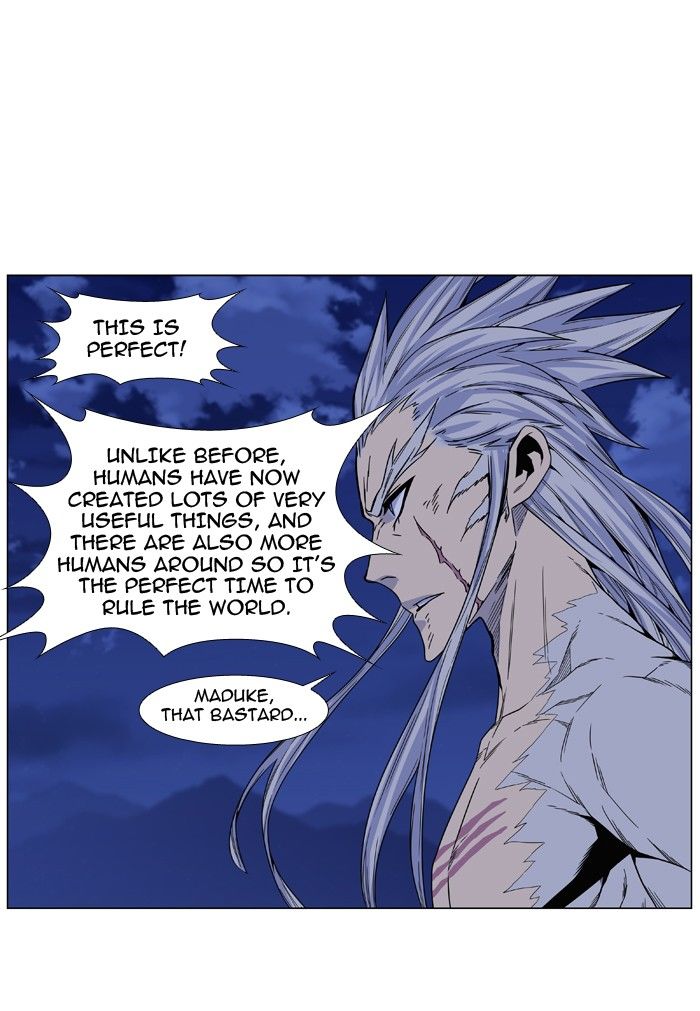 THIS IS
PERFECT!
UNLIKE BEFORE,
HUMANS HAVE NOW
CREATED LOTS OF VERY
USEFUL THINGS, AND
THERE ARE ALSO MORE
HUMANS AROUND SO IT'S
THE PERFECT TIME TO
RULE THE WORLD.
MADUKE,
THAT BASTARD...